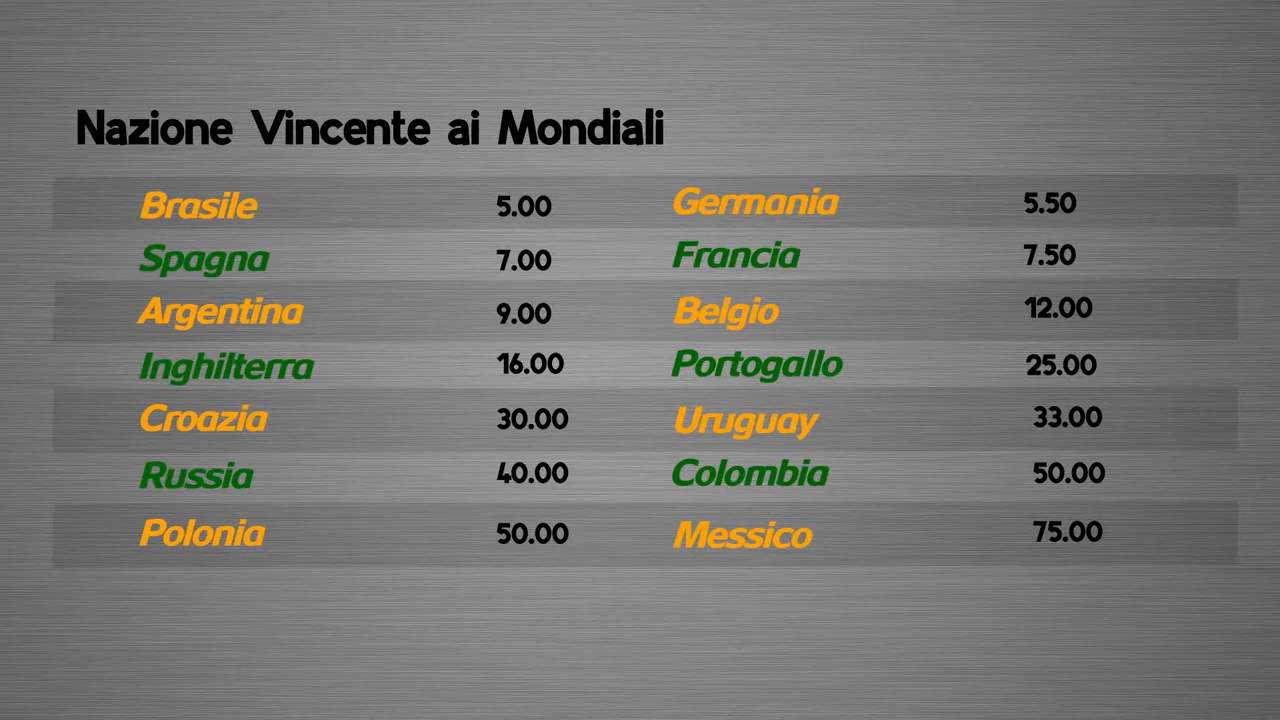 Nazione Vincente ai Mondiali
Brasile 5.00 Germania 5.50
Spagna 7.00 Francia 7.50
Argentina 9.00 Belgio 12.00
Inghilterra 16.00 Portogallo 25.00
Croazia 30.00 Uruguay 33.00
Russia 40.00 Colombia 50.00
Polonia 50.00 Messico 75.00